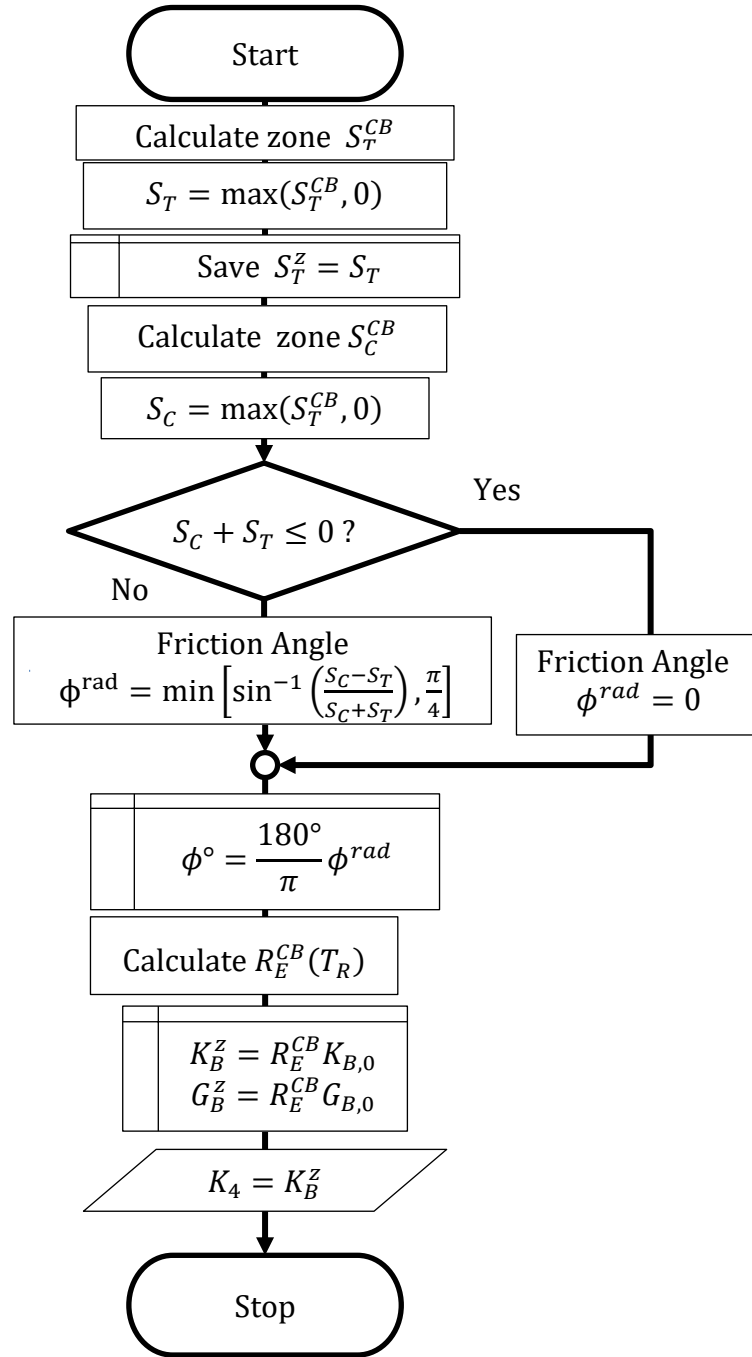 Start
Calculate zone S_T^{CB}
S_T = max(S_T^{CB}, 0)
Save S_T^z = S_T
Calculate zone S_C^{CB}
S_C = max(S_T^{CB}, 0)
Yes
S_C + S_T ≤ 0 ?
No
Friction Angle
ϕ^{rad} = min [sin^{−1} ((S_C−S_T)/(S_C+S_T)), π/4]
Friction Angle
ϕ^{rad} = 0
ϕ° = (180°/π) ϕ^{rad}
Calculate R_E^{CB}(T_R)
K_B^z = R_E^{CB} K_{B,0}
G_B^z = R_E^{CB} G_{B,0}
K_4 = K_B^z
Stop